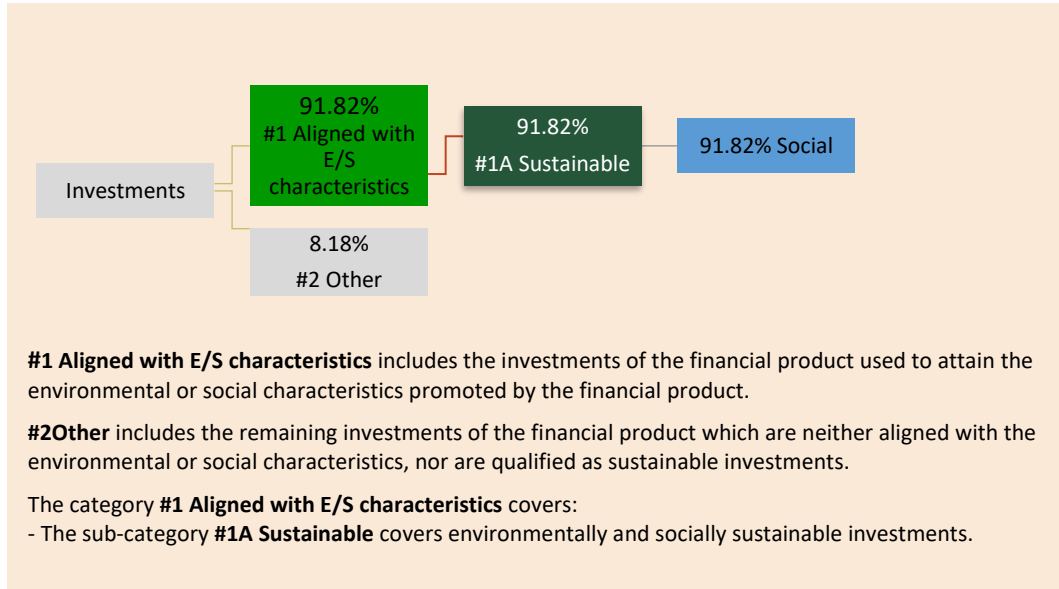 91.82%
#1 Aligned with
E/S
characteristics
91.82%
#1A Sustainable
91.82% Social
Investments
8.18%
#2 Other
#1 Aligned with E/S characteristics includes the investments of the financial product used to attain the
environmental or social characteristics promoted by the financial product.
#2Other includes the remaining investments of the financial product which are neither aligned with the
environmental or social characteristics, nor are qualified as sustainable investments.
The category #1 Aligned with E/S characteristics covers:
- The sub-category #1A Sustainable covers environmentally and socially sustainable investments.